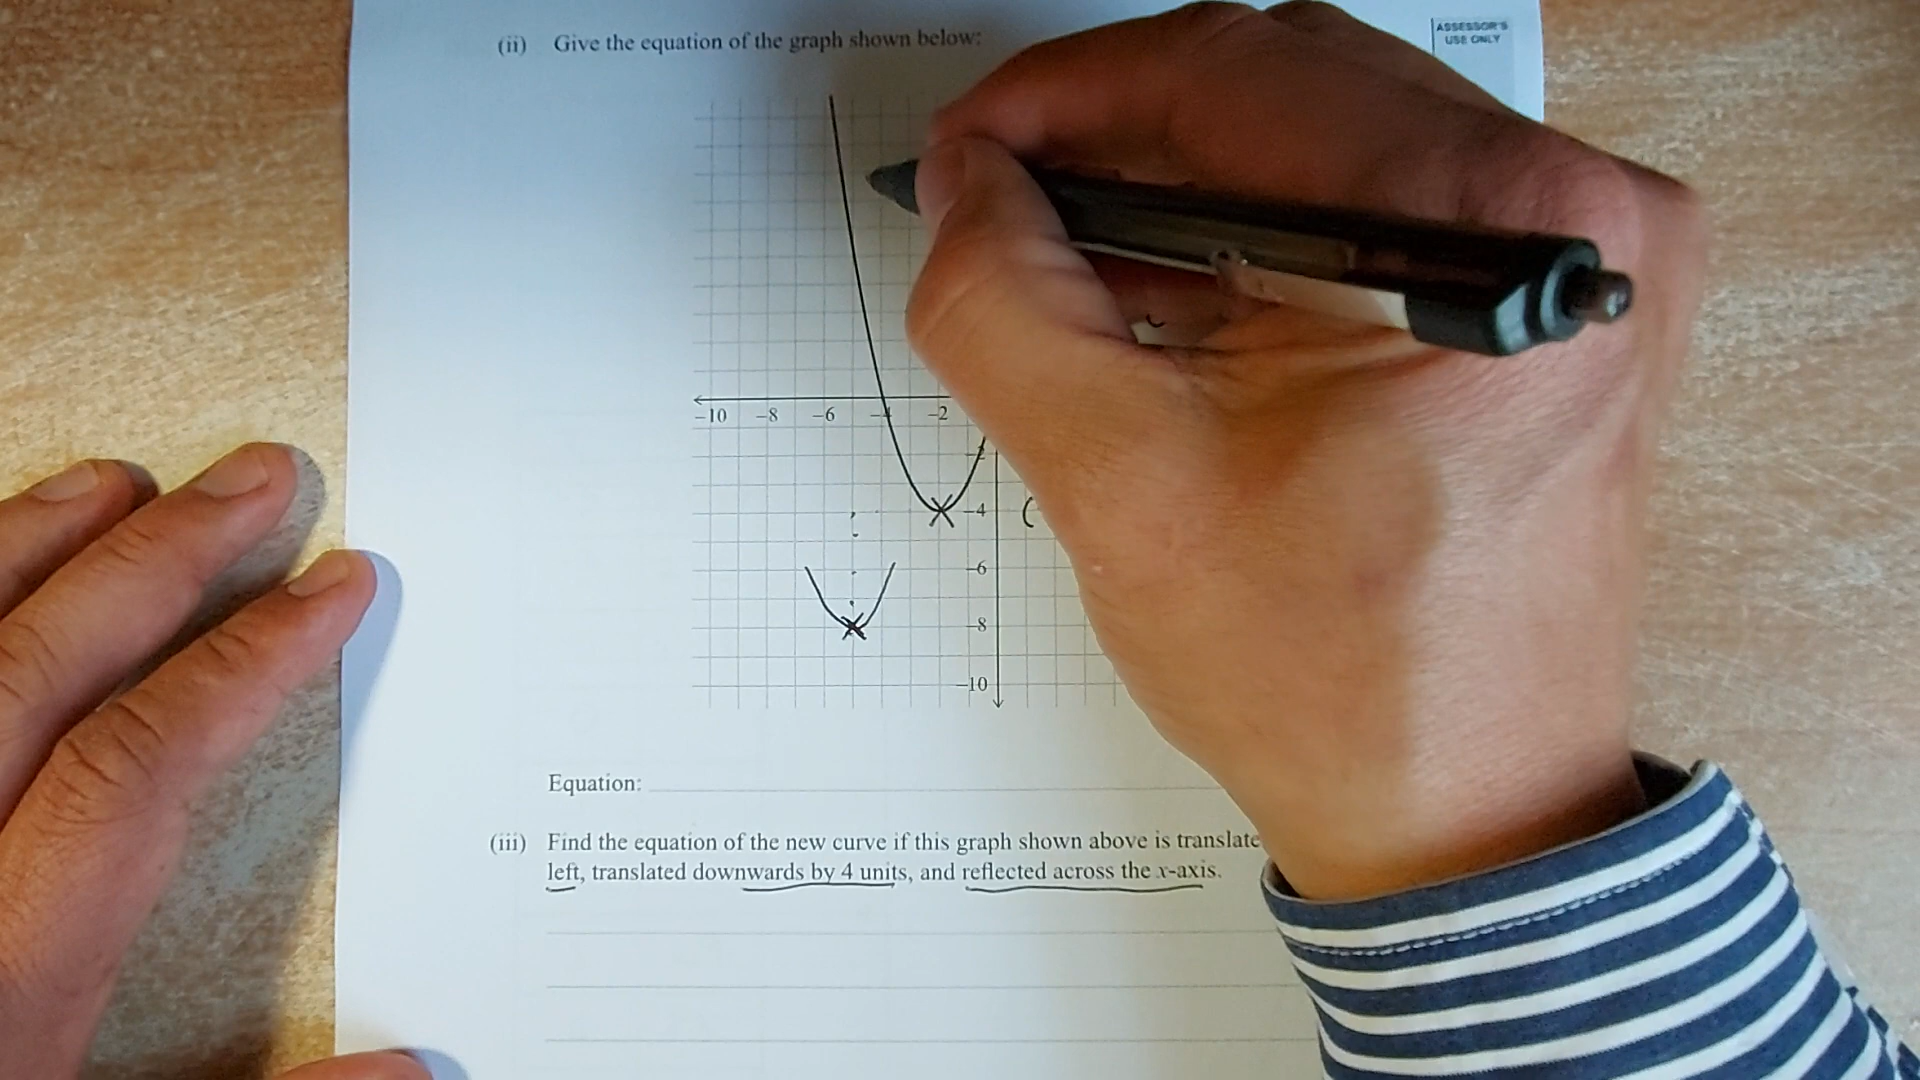 (ii) Give the equation of the graph shown below:
ASSESSOR'S
USE ONLY
–10 –8 –6 –4 –2
–2
–4 (
–6
–8
–10
Equation:
(iii) Find the equation of the new curve if this graph shown above is translate
left, translated downwards by 4 units, and reflected across the x-axis.